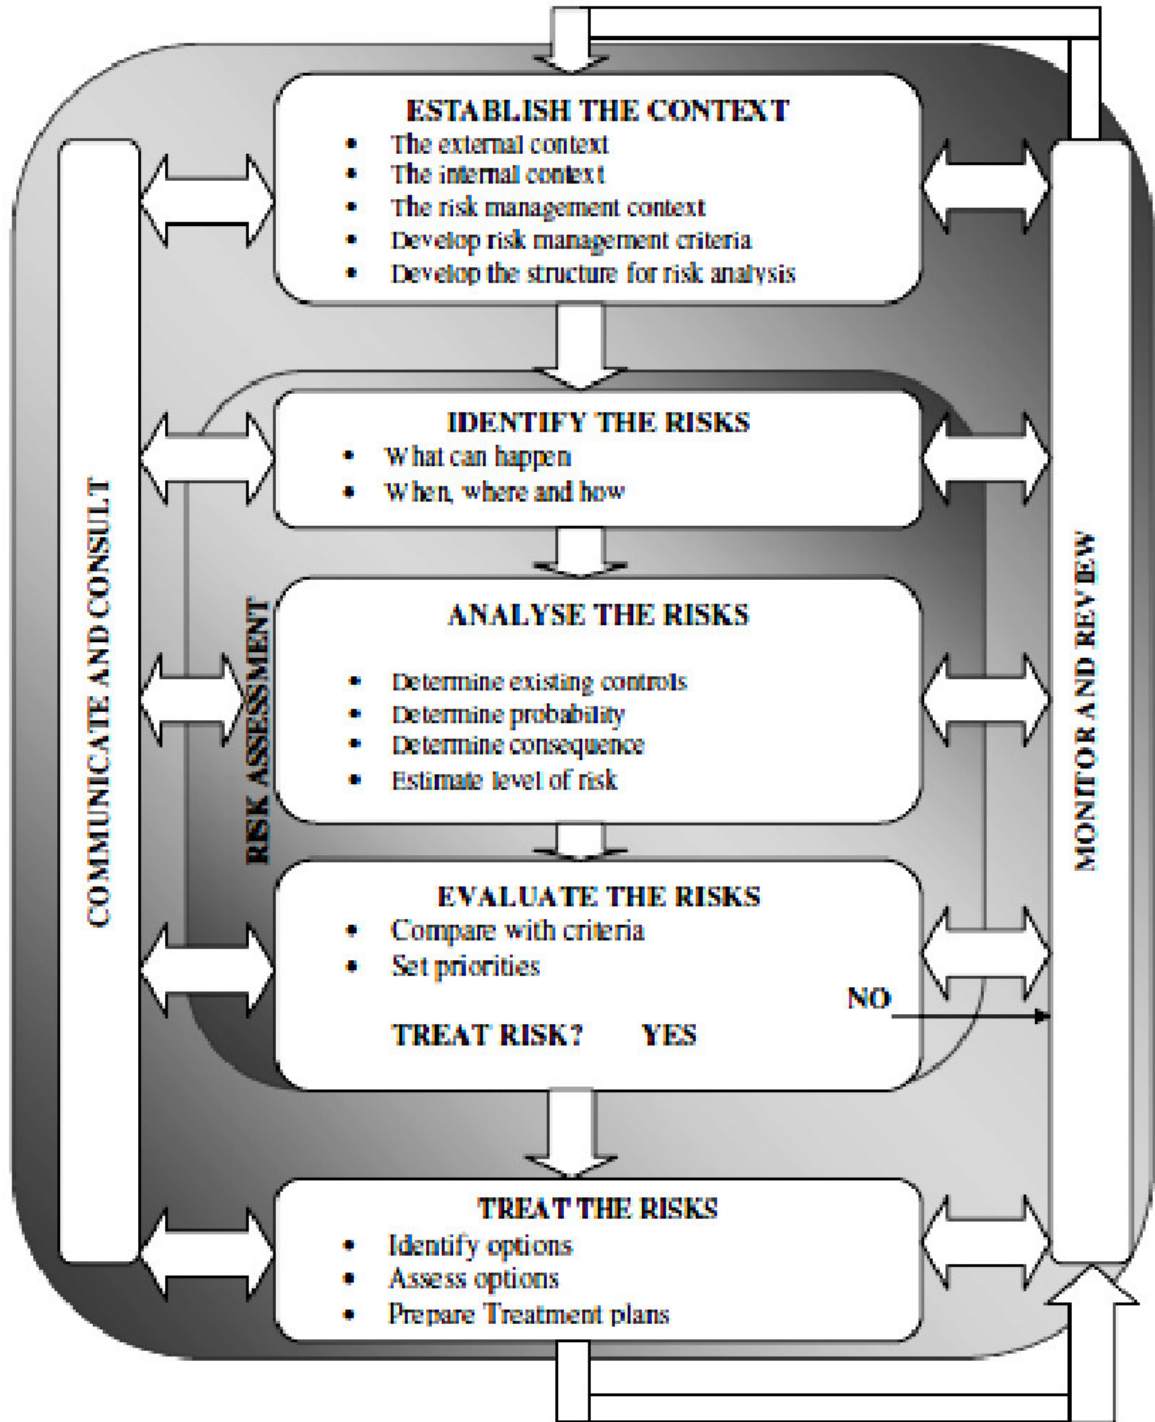 ESTABLISH THE CONTEXT
• The external context
• The internal context
• The risk management context
• Develop risk management criteria
• Develop the structure for risk analysis
IDENTIFY THE RISKS
• What can happen
• When, where and how
COMMUNICATE AND CONSULT
RISK ASSESSMENT
MONITOR AND REVIEW
ANALYSE THE RISKS
• Determine existing controls
• Determine probability
• Determine consequence
• Estimate level of risk
EVALUATE THE RISKS
• Compare with criteria
• Set priorities
NO
TREAT RISK? YES
TREAT THE RISKS
• Identify options
• Assess options
• Prepare Treatment plans